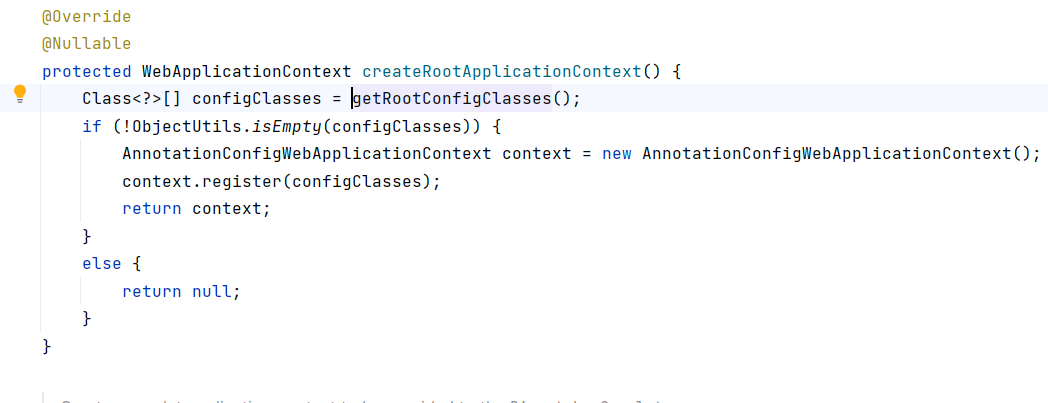 @Override
@Nullable
protected WebApplicationContext createRootApplicationContext() {
    Class<?>[] configClasses = getRootConfigClasses();
    if (!ObjectUtils.isEmpty(configClasses)) {
        AnnotationConfigWebApplicationContext context = new AnnotationConfigWebApplicationContext();
        context.register(configClasses);
        return context;
    }
    else {
        return null;
    }
}